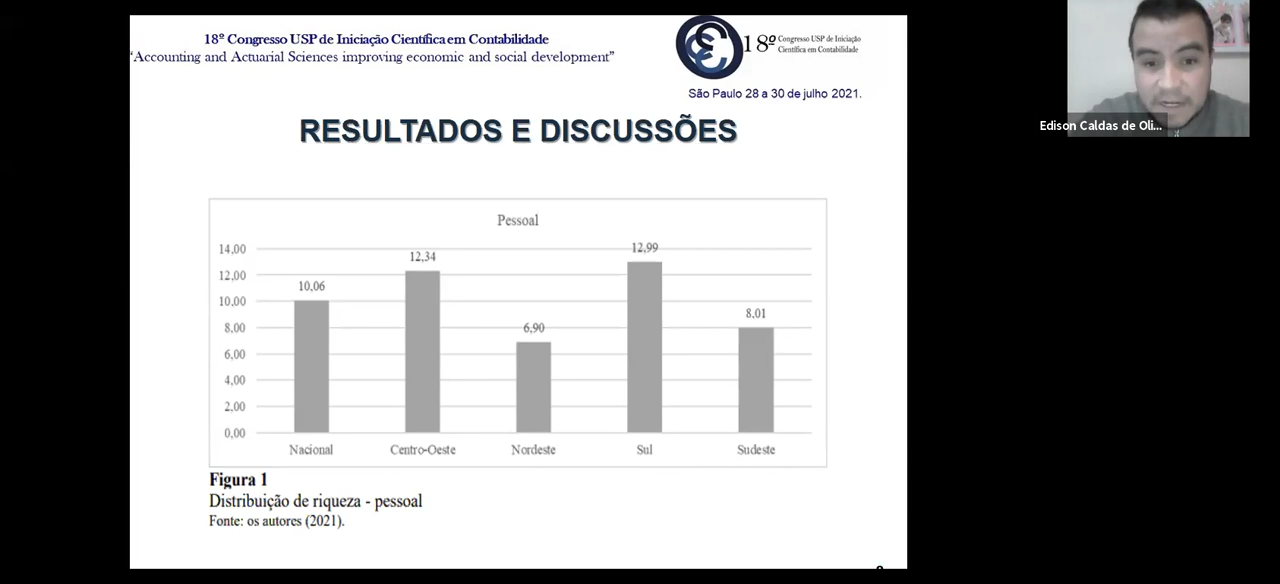 18º Congresso USP de Iniciação Científica em Contabilidade
“Accounting and Actuarial Sciences improving economic and social development”
18º Congresso USP de Iniciação
Científica em Contabilidade
São Paulo 28 a 30 de julho 2021.
Edison Caldas de Oli...
RESULTADOS E DISCUSSÕES
Pessoal
14,00
12,00
10,00
8,00
6,00
4,00
2,00
0,00
10,06
12,34
6,90
12,99
8,01
Nacional
Centro-Oeste
Nordeste
Sul
Sudeste
Figura 1
Distribuição de riqueza - pessoal
Fonte: os autores (2021).